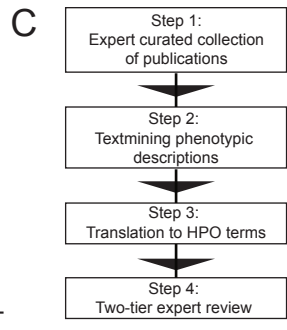 C
Step 1:
Expert curated collection
of publications
Step 2:
Textmining phenotypic
descriptions
Step 3:
Translation to HPO terms
Step 4:
Two-tier expert review